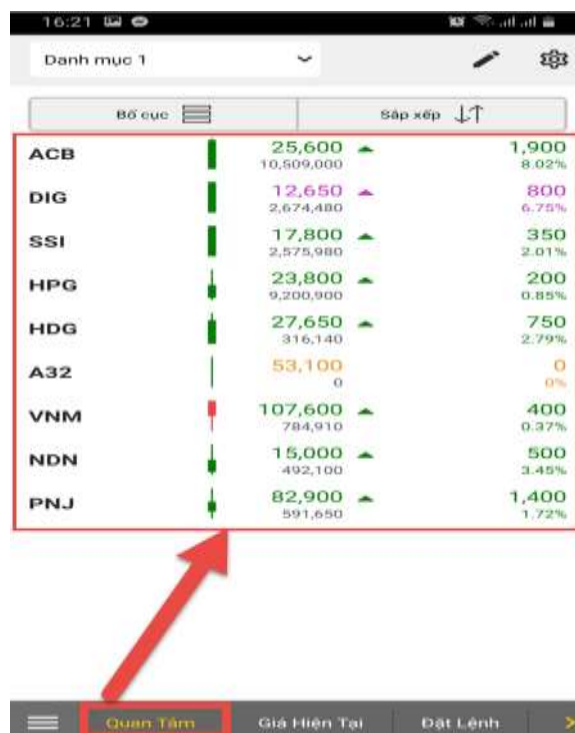 16:21
Danh mục 1
Bố cục Sắp xếp
ACB 25,600 1,900
10,509,000 8.02%
DIG 12,650 800
2,674,480 6.75%
SSI 17,800 350
2,575,980 2.01%
HPG 23,800 200
9,200,900 0.85%
HDG 27,650 750
316,140 2.79%
A32 53,100 0
0 0%
VNM 107,600 400
784,910 0.37%
NDN 15,000 500
492,100 3.45%
PNJ 82,900 1,400
591,650 1.72%
Quan Tâm Giá Hiện Tại Đặt Lệnh